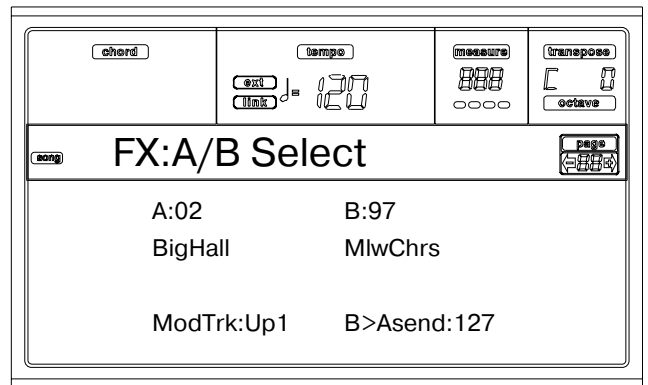 chord
tempo
measure
transpose
ext
link
= 120
888
C 0
octave
song
FX:A/B Select
page
88
A:02 B:97
BigHall MlwChrs
ModTrk:Up1 B>Asend:127